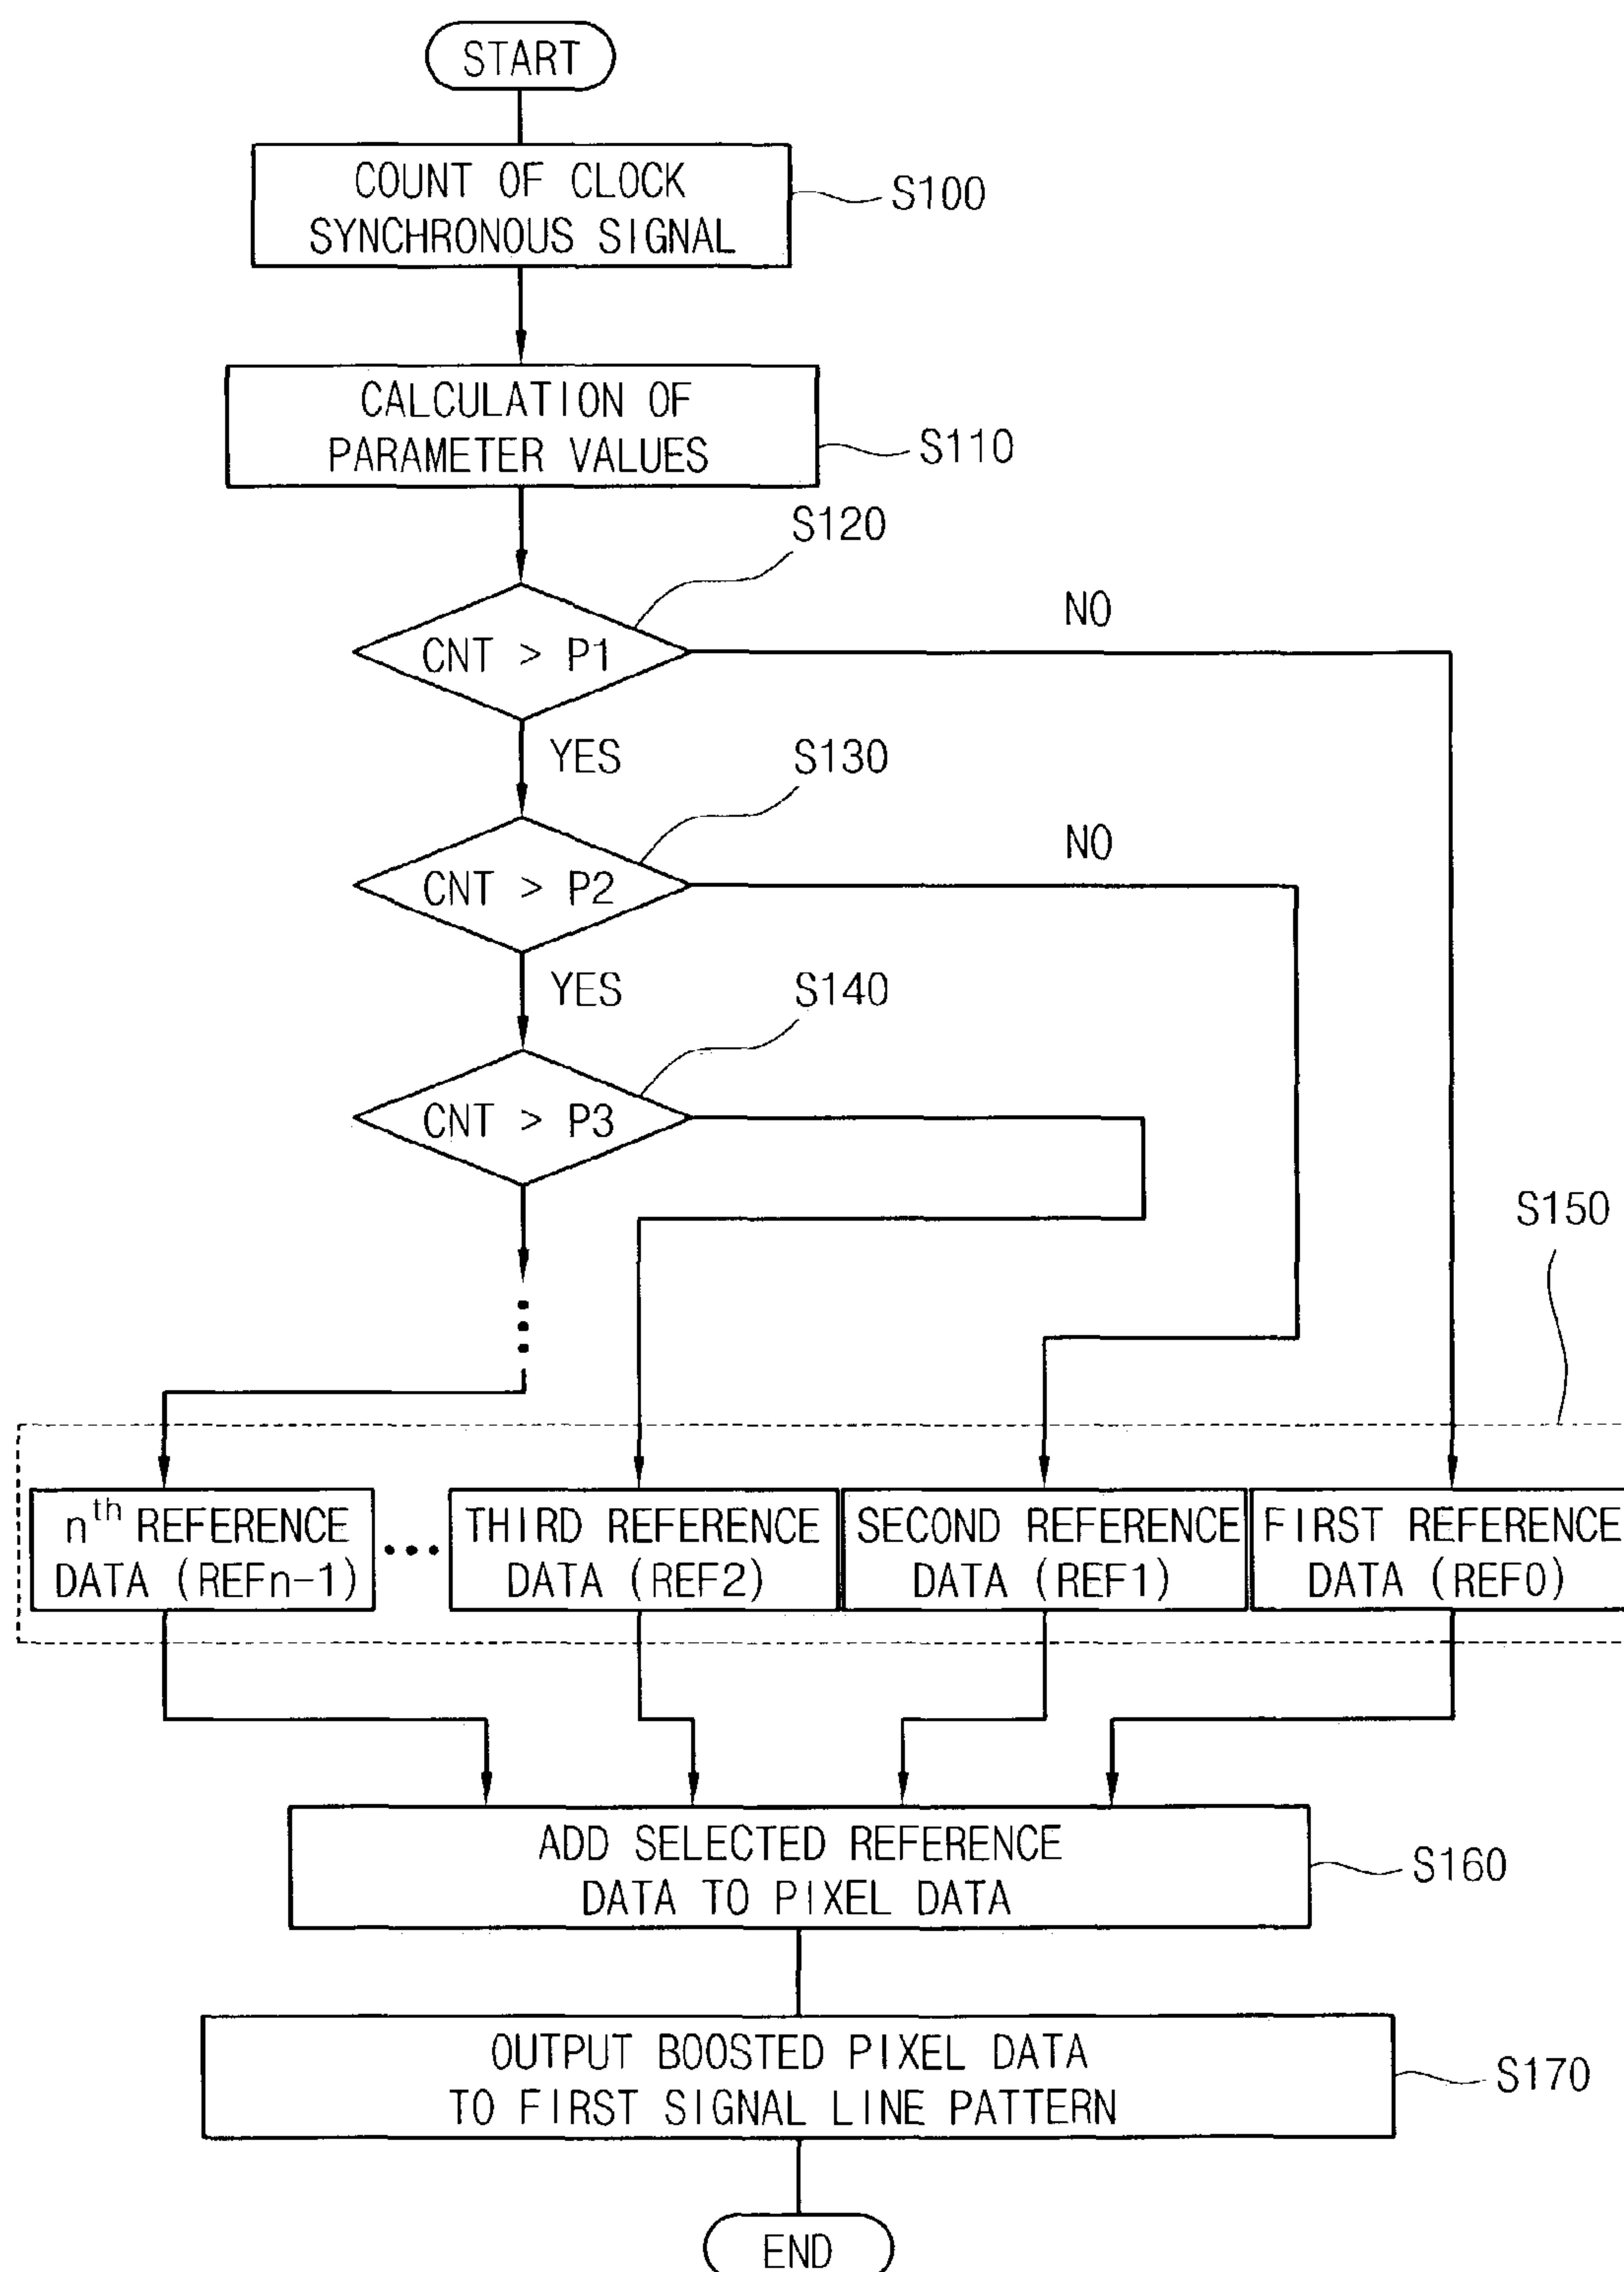 START
COUNT OF CLOCK
SYNCHRONOUS SIGNAL
S100
CALCULATION OF
PARAMETER VALUES
S110
S120
CNT > P1
NO
YES
S130
CNT > P2
NO
YES
S140
CNT > P3
S150
nth REFERENCE
DATA (REFn-1)
THIRD REFERENCE
DATA (REF2)
SECOND REFERENCE
DATA (REF1)
FIRST REFERENCE
DATA (REF0)
ADD SELECTED REFERENCE
DATA TO PIXEL DATA
S160
OUTPUT BOOSTED PIXEL DATA
TO FIRST SIGNAL LINE PATTERN
S170
END